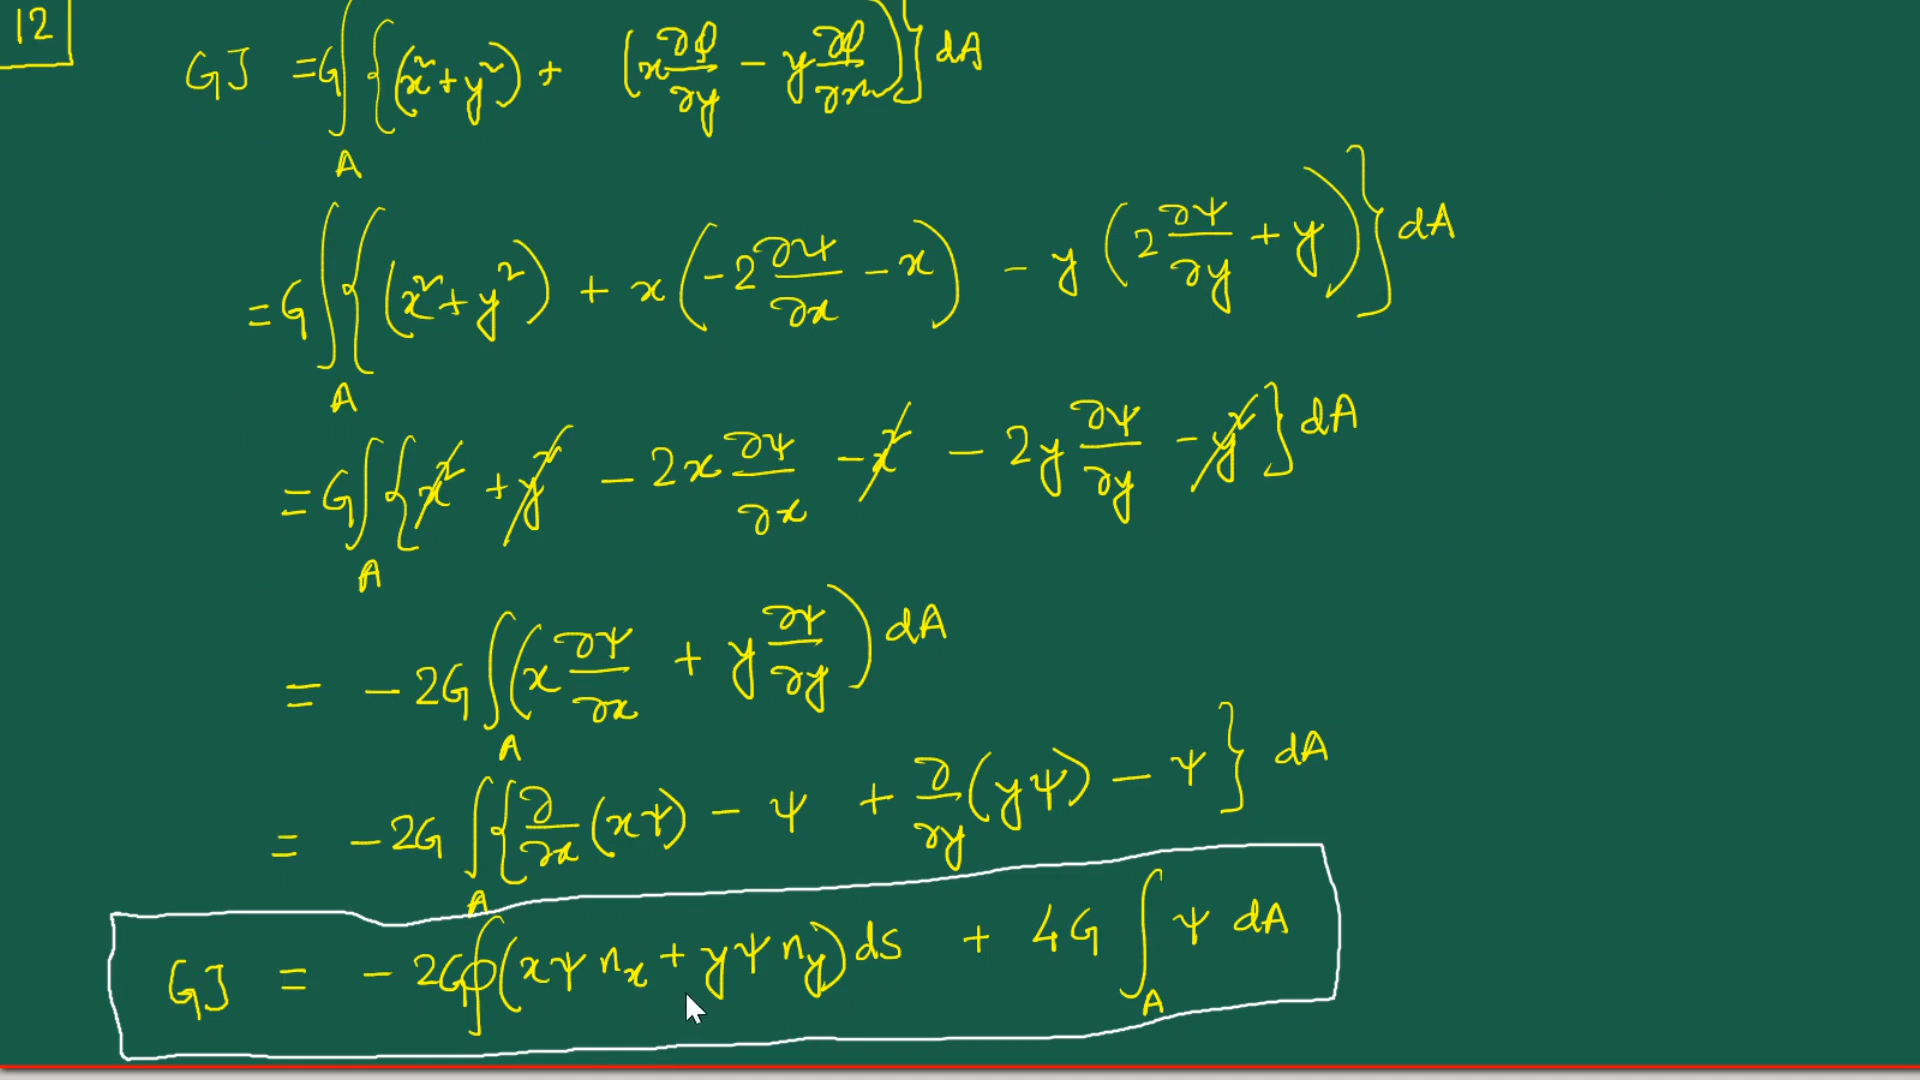 12
GJ = G∫_A {(x²+y²) + (x ∂φ/∂y − y ∂φ/∂x)} dA
= G∫_A {(x²+y²) + x(−2 ∂Ψ/∂x − x) − y(2 ∂Ψ/∂y + y)} dA
= G∫_A {x² + y² − 2x ∂Ψ/∂x − x² − 2y ∂Ψ/∂y − y²} dA
= −2G ∫_A (x ∂Ψ/∂x + y ∂Ψ/∂y) dA
= −2G ∫_A {∂/∂x (xΨ) − Ψ + ∂/∂y (yΨ) − Ψ} dA
GJ = −2G∮(xΨ n_x + yΨ n_y) ds + 4G ∫_A Ψ dA